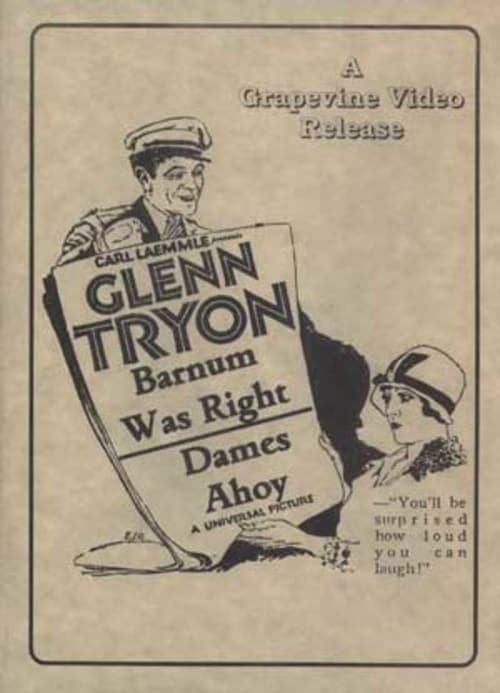 A
Grapevine Video
Release
CARL LAEMMLE presents
GLENN
TRYON
Barnum
Was Right
Dames
Ahoy
A UNIVERSAL PICTURE
—"You'll be
surprised
how loud
you can
laugh!"